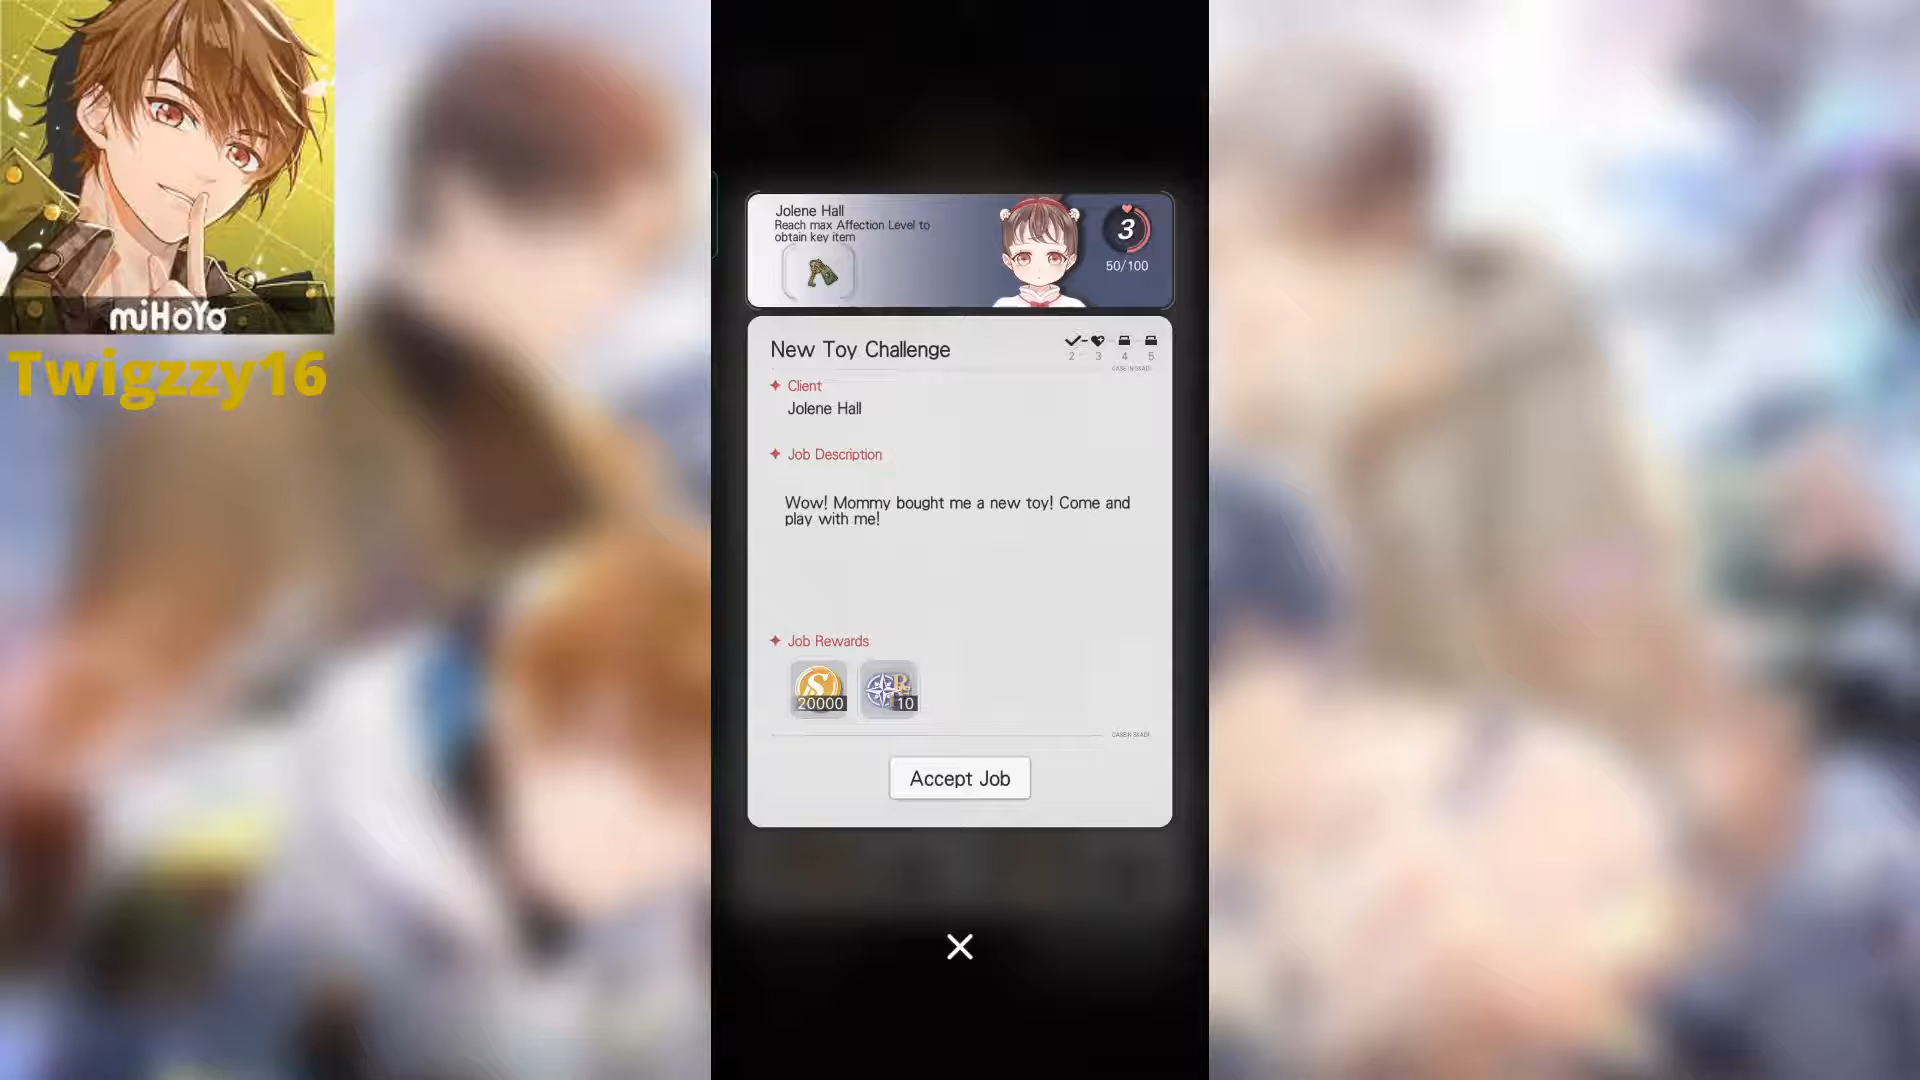 miHoYo
Twigzzy16
Jolene Hall
Reach max Affection Level to
obtain key item
3
50/100
New Toy Challenge
2 3 4 5
Client
Jolene Hall
Job Description
Wow! Mommy bought me a new toy! Come and
play with me!
Job Rewards
S
20000
R
10
Accept Job